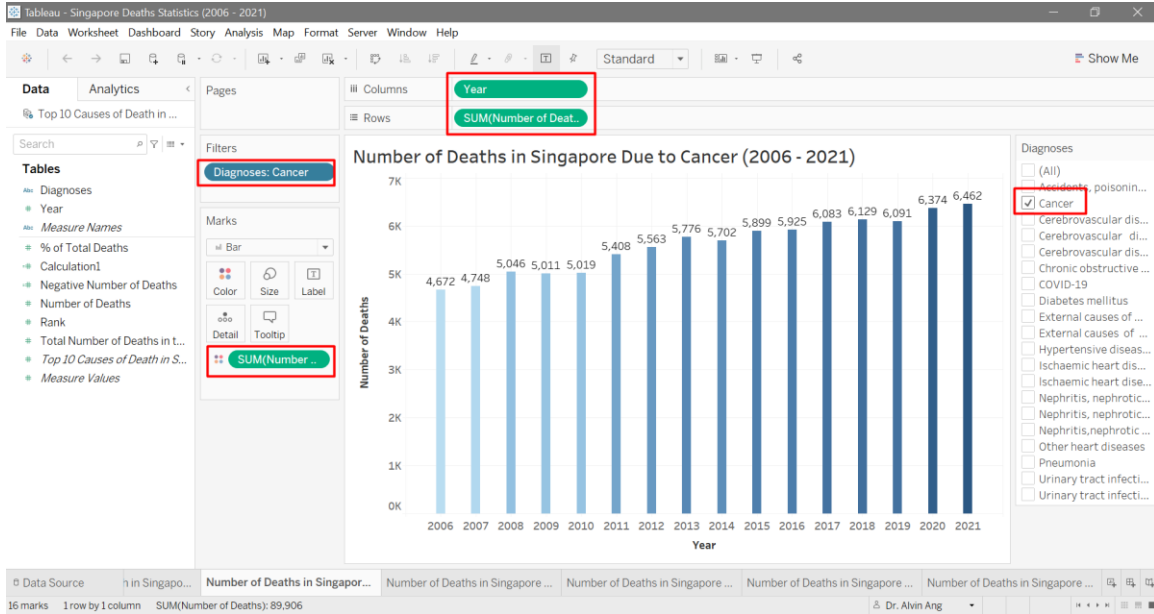 Tableau - Singapore Deaths Statistics (2006 - 2021)
File Data Worksheet Dashboard Story Analysis Map Format Server Window Help
Standard
Show Me
Data Analytics
Top 10 Causes of Death in ...
Search
Tables
Abc Diagnoses
# Year
Abc Measure Names
# % of Total Deaths
=# Calculation1
=# Negative Number of Deaths
# Number of Deaths
# Rank
# Total Number of Deaths in t...
# Top 10 Causes of Death in S...
# Measure Values
Pages
Filters
Diagnoses: Cancer
Marks
Bar
Color Size Label
Detail Tooltip
SUM(Number ..
Columns Year
Rows SUM(Number of Deat..
Number of Deaths in Singapore Due to Cancer (2006 - 2021)
7K
6K
5K
4K
3K
2K
1K
0K
Number of Deaths
4,672 4,748 5,046 5,011 5,019 5,408 5,563 5,776 5,702 5,899 5,925 6,083 6,129 6,091 6,374 6,462
2006 2007 2008 2009 2010 2011 2012 2013 2014 2015 2016 2017 2018 2019 2020 2021
Year
Diagnoses
(All)
Accidents, poisonin...
Cancer
Cerebrovascular dis...
Cerebrovascular di...
Cerebrovascular dis...
Chronic obstructive ...
COVID-19
Diabetes mellitus
External causes of ...
External causes of ...
Hypertensive diseas...
Ischaemic heart dis...
Ischaemic heart dise...
Nephritis, nephrotic...
Nephritis, nephrotic...
Nephritis,nephrotic ...
Other heart diseases
Pneumonia
Urinary tract infecti...
Urinary tract infecti...
Data Source h in Singapo... Number of Deaths in Singapor... Number of Deaths in Singapore ... Number of Deaths in Singapore ... Number of Deaths in Singapore ... Number of Deaths in Singapore ...
16 marks 1 row by 1 column SUM(Number of Deaths): 89,906 Dr. Alvin Ang